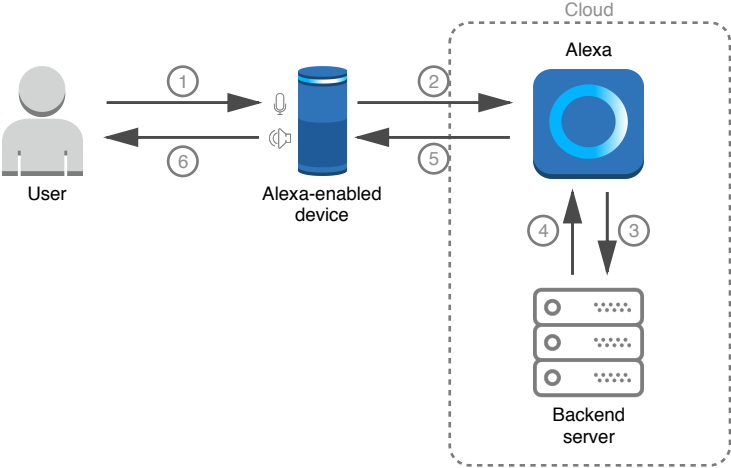 Cloud
Alexa
1
2
6
5
User
Alexa-enabled
device
4
3
Backend
server